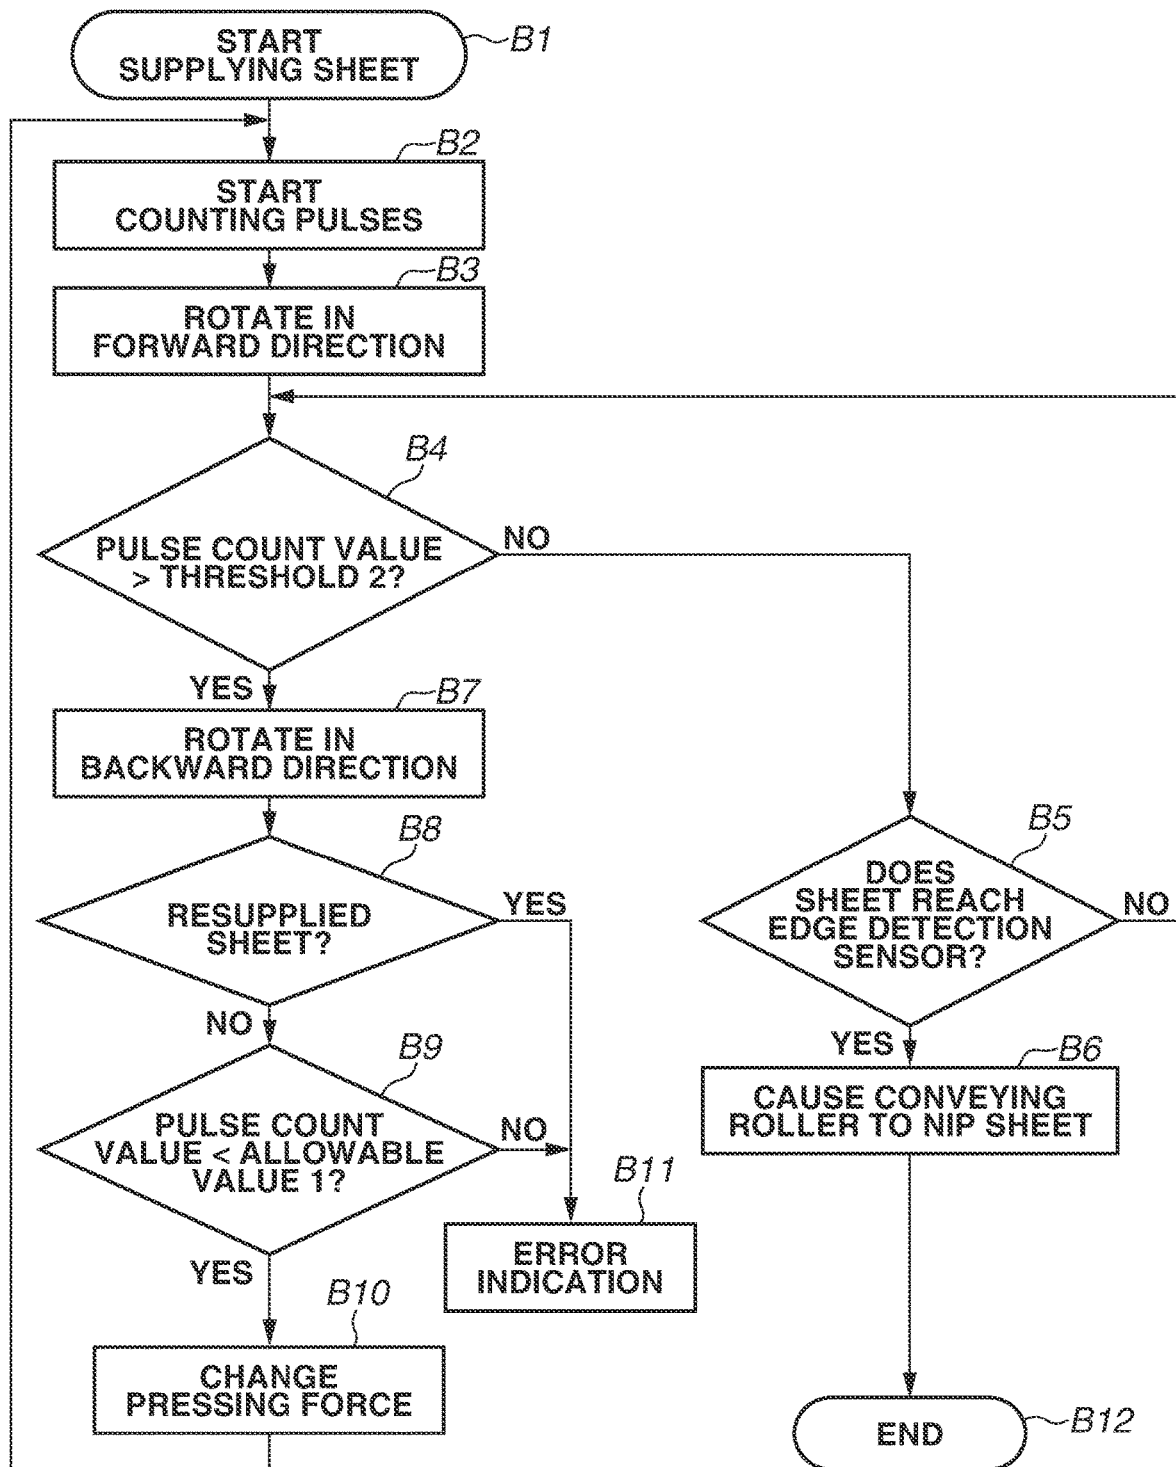 START
SUPPLYING SHEET
B1
B2
START
COUNTING PULSES
B3
ROTATE IN
FORWARD DIRECTION
B4
PULSE COUNT VALUE
> THRESHOLD 2?
NO
YES
B7
ROTATE IN
BACKWARD DIRECTION
B8
RESUPPLIED
SHEET?
YES
NO
B9
PULSE COUNT
VALUE < ALLOWABLE
VALUE 1?
NO
YES
B10
CHANGE
PRESSING FORCE
B11
ERROR
INDICATION
B5
DOES
SHEET REACH
EDGE DETECTION
SENSOR?
NO
YES
B6
CAUSE CONVEYING
ROLLER TO NIP SHEET
END
B12